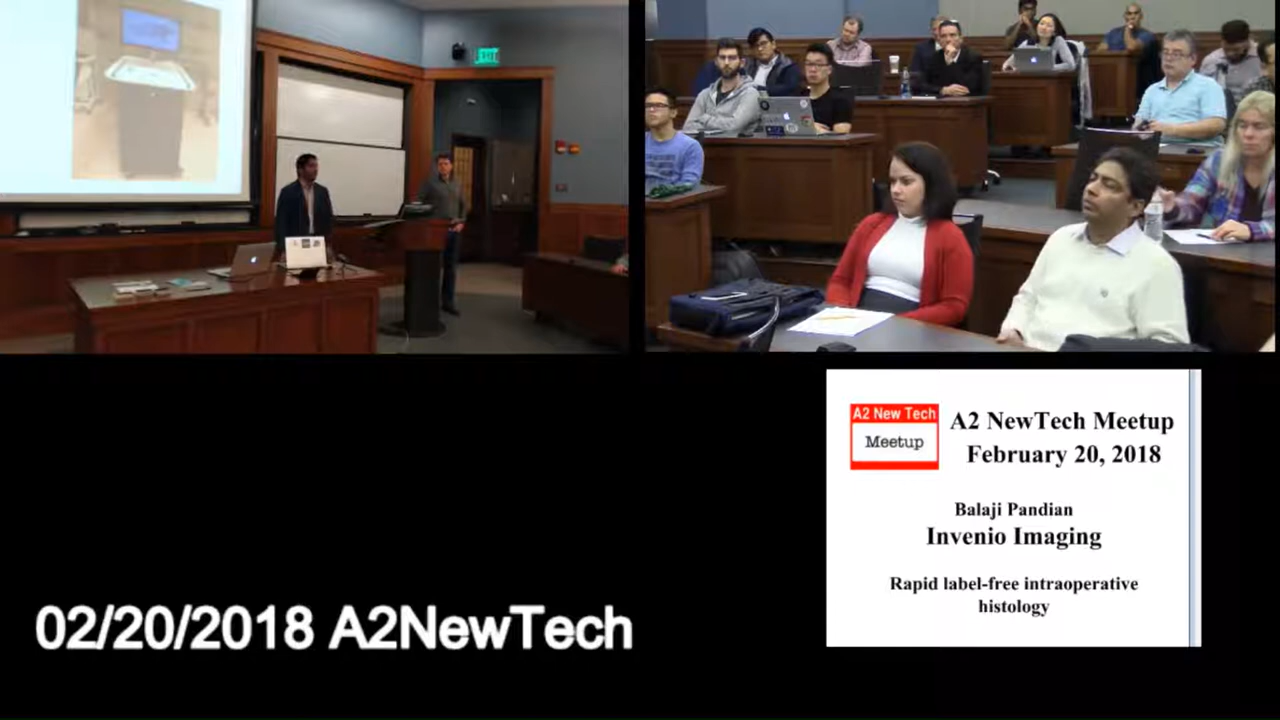 EXIT
A2 New Tech
Meetup
A2 NewTech Meetup
February 20, 2018
Balaji Pandian
Invenio Imaging
Rapid label-free intraoperative
histology
02/20/2018 A2NewTech